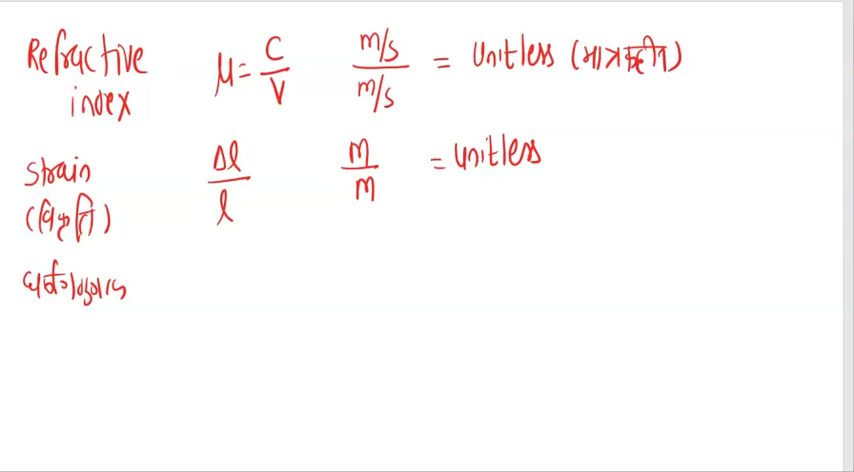 Refractive index μ = C/V m/s / m/s = unitless (মাত্রাহীন)
strain (বিকৃতি) Δl/l m/m = unitless